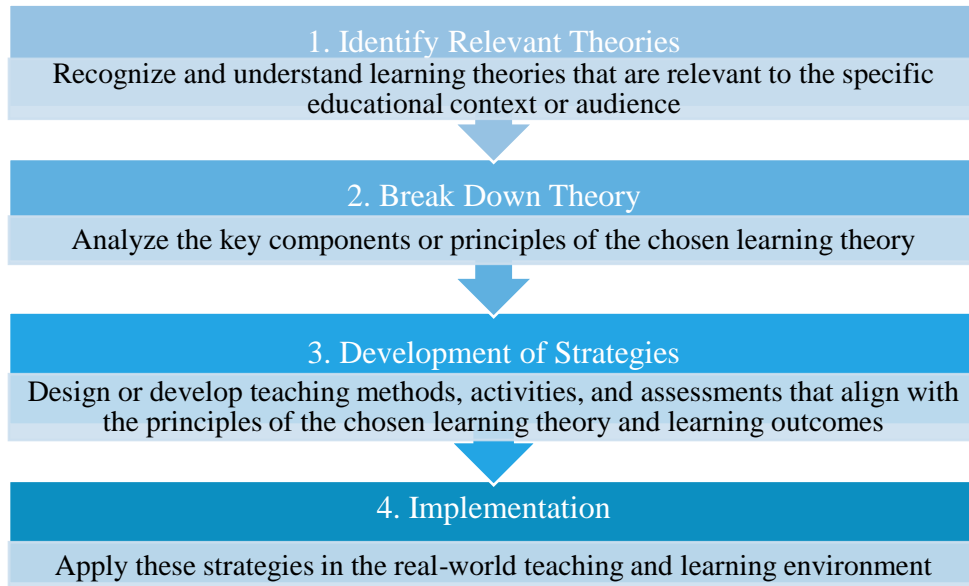 1. Identify Relevant Theories
Recognize and understand learning theories that are relevant to the specific
educational context or audience
2. Break Down Theory
Analyze the key components or principles of the chosen learning theory
3. Development of Strategies
Design or develop teaching methods, activities, and assessments that align with
the principles of the chosen learning theory and learning outcomes
4. Implementation
Apply these strategies in the real-world teaching and learning environment